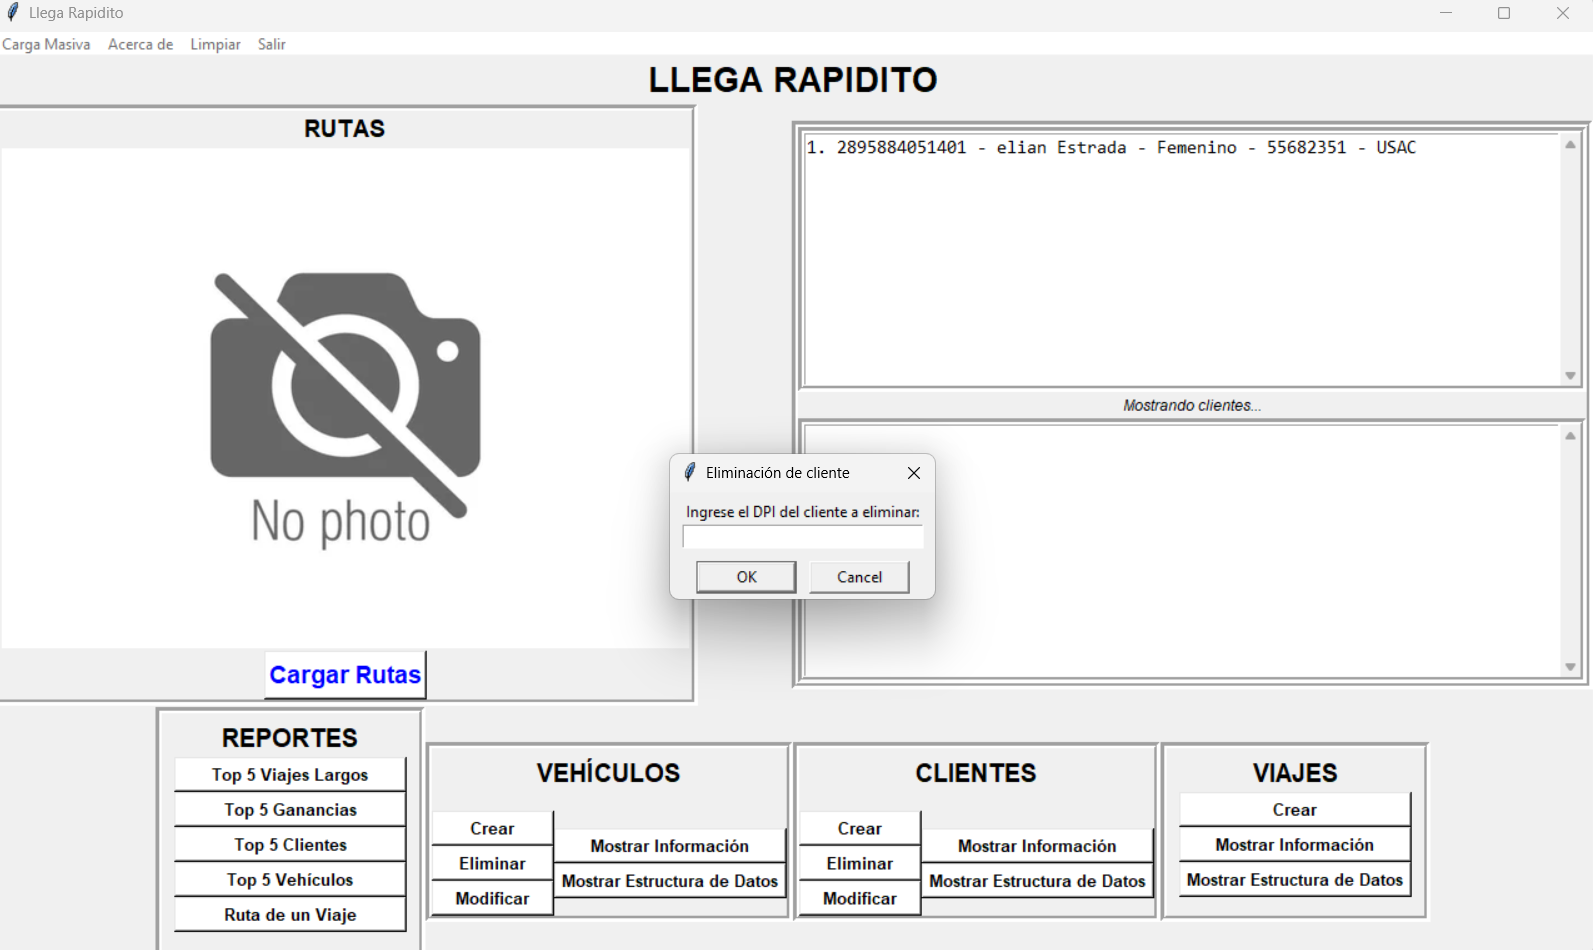 Llega Rapidito
Carga Masiva Acerca de Limpiar Salir
LLEGA RAPIDITO
RUTAS
No photo
Cargar Rutas
1. 2895884051401 - elian Estrada - Femenino - 55682351 - USAC
Mostrando clientes...
Eliminación de cliente
Ingrese el DPI del cliente a eliminar:
OK Cancel
REPORTES
Top 5 Viajes Largos
Top 5 Ganancias
Top 5 Clientes
Top 5 Vehículos
Ruta de un Viaje
VEHÍCULOS
Crear
Eliminar
Modificar
Mostrar Información
Mostrar Estructura de Datos
CLIENTES
Crear
Eliminar
Modificar
Mostrar Información
Mostrar Estructura de Datos
VIAJES
Crear
Mostrar Información
Mostrar Estructura de Datos